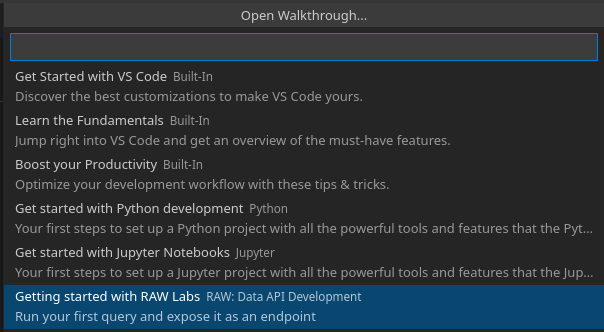 Open Walkthrough...
Get Started with VS Code Built-In
Discover the best customizations to make VS Code yours.
Learn the Fundamentals Built-In
Jump right into VS Code and get an overview of the must-have features.
Boost your Productivity Built-In
Optimize your development workflow with these tips & tricks.
Get started with Python development Python
Your first steps to set up a Python project with all the powerful tools and features that the Pyt...
Get started with Jupyter Notebooks Jupyter
Your first steps to set up a Jupyter project with all the powerful tools and features that the Jup...
Getting started with RAW Labs RAW: Data API Development
Run your first query and expose it as an endpoint